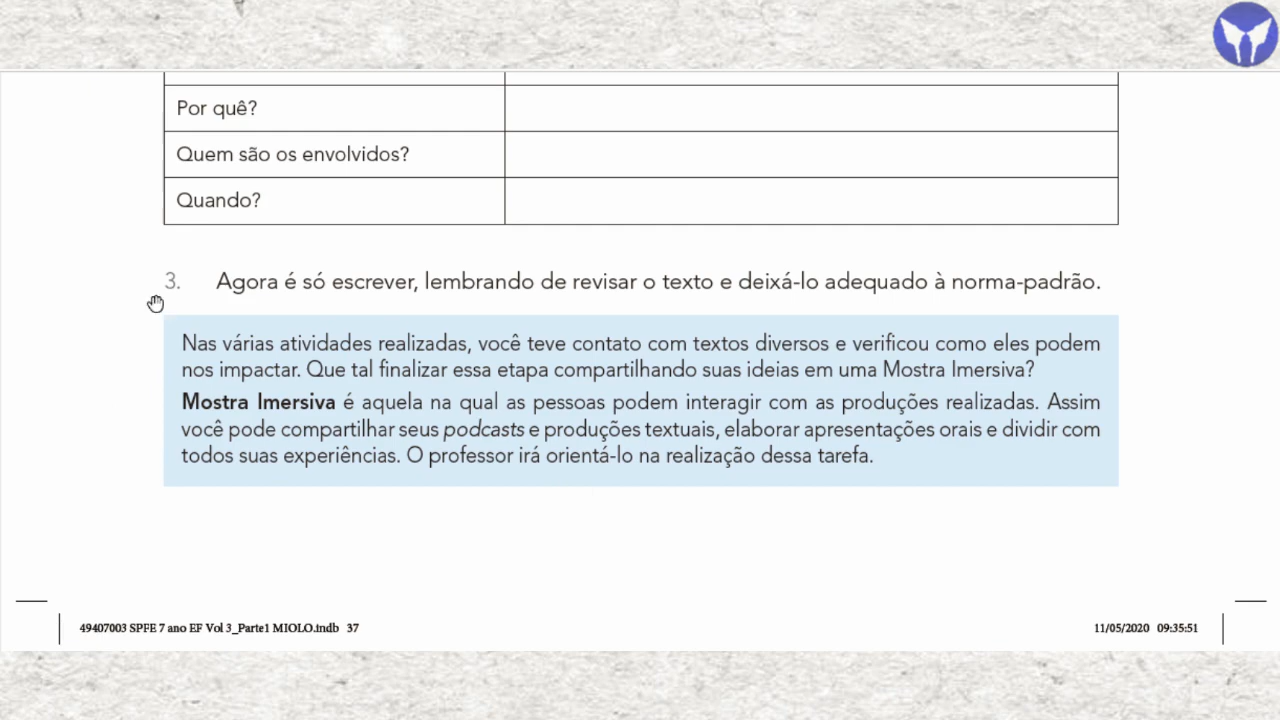 Por quê?
Quem são os envolvidos?
Quando?
3. Agora é só escrever, lembrando de revisar o texto e deixá-lo adequado à norma-padrão.
Nas várias atividades realizadas, você teve contato com textos diversos e verificou como eles podem
nos impactar. Que tal finalizar essa etapa compartilhando suas ideias em uma Mostra Imersiva?
Mostra Imersiva é aquela na qual as pessoas podem interagir com as produções realizadas. Assim
você pode compartilhar seus podcasts e produções textuais, elaborar apresentações orais e dividir com
todos suas experiências. O professor irá orientá-lo na realização dessa tarefa.
49407003 SPFE 7 ano EF Vol 3_Parte1 MIOLO.indb 37 11/05/2020 09:35:51